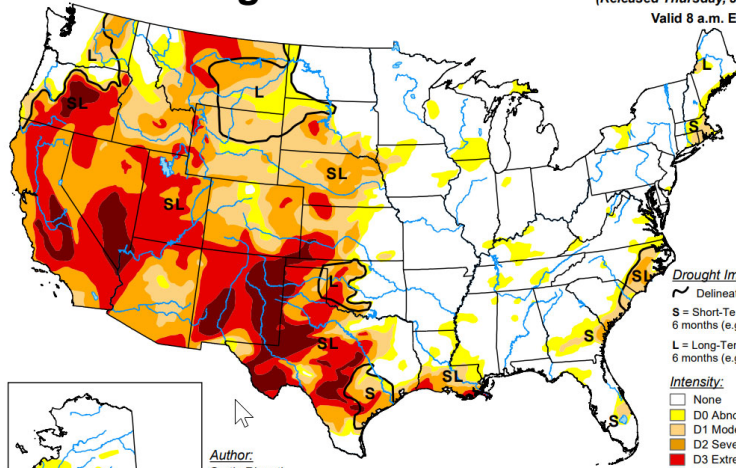 (Released Thursday,
Valid 8 a.m. E
L
L
SL
L
S
SL
SL
SL
L
SL
S
SL
S
S
Drought Im
Delineat
S = Short-Te
6 months (e.g
L = Long-Ter
6 months (e.g
Intensity:
None
D0 Abno
D1 Mode
D2 Seve
D3 Extre
Author: